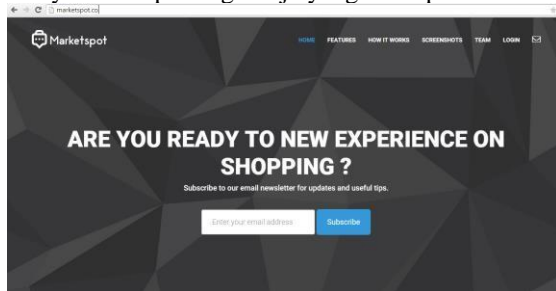 marketspot.co
Marketspot
HOME FEATURES HOW IT WORKS SCREENSHOTS TEAM LOGIN
ARE YOU READY TO NEW EXPERIENCE ON
SHOPPING ?
Subscribe to our email newsletter for updates and useful tips.
Enter your email address Subscribe